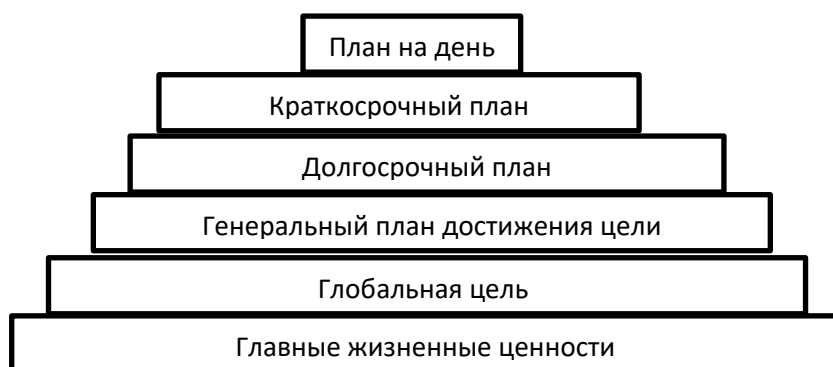 План на день
Краткосрочный план
Долгосрочный план
Генеральный план достижения цели
Глобальная цель
Главные жизненные ценности